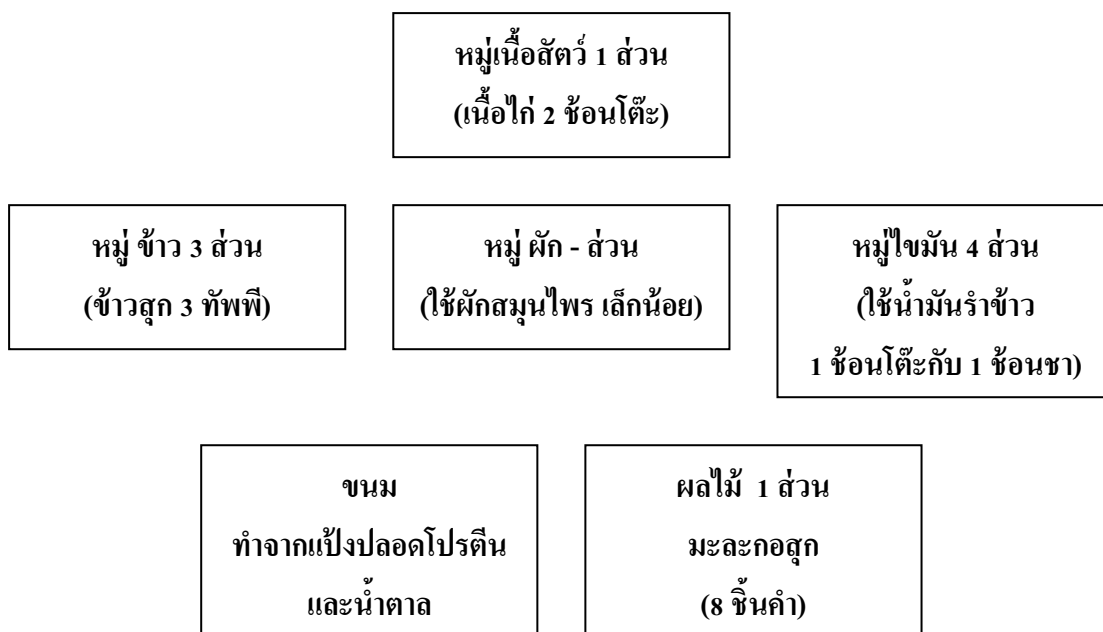 หมู่เนื้อสัตว์ 1 ส่วน
(เนื้อไก่ 2 ช้อนโต๊ะ)
หมู่ ข้าว 3 ส่วน
(ข้าวสุก 3 ทัพพี)
หมู่ ผัก - ส่วน
(ใช้ผักสมุนไพร เล็กน้อย)
หมู่ไขมัน 4 ส่วน
(ใช้น้ำมันรำข้าว
1 ช้อนโต๊ะกับ 1 ช้อนชา)
ขนม
ทำจากแป้งปลอดโปรตีน
และน้ำตาล
ผลไม้ 1 ส่วน
มะละกอสุก
(8 ชิ้นคำ)